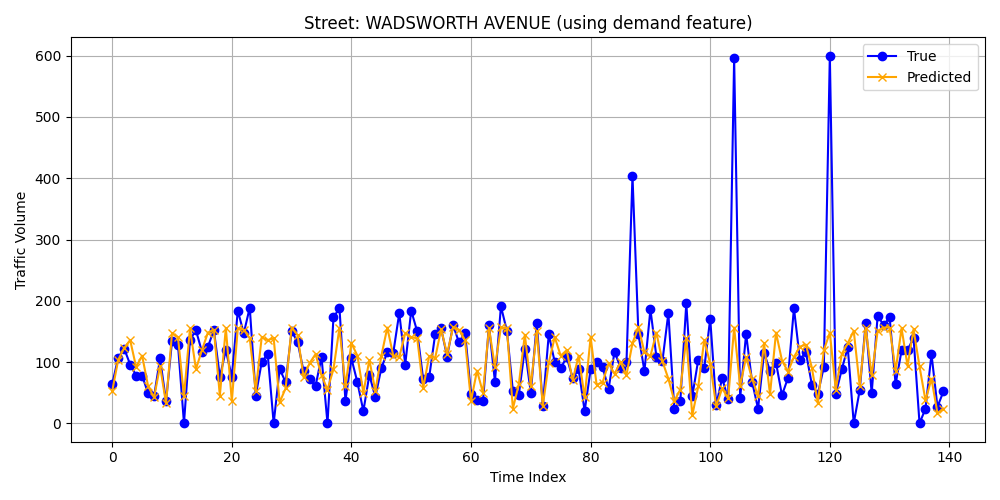 Street: WADSWORTH AVENUE (using demand feature)
True
Predicted
Traffic Volume
600
500
400
300
200
100
0
0 20 40 60 80 100 120 140
Time Index